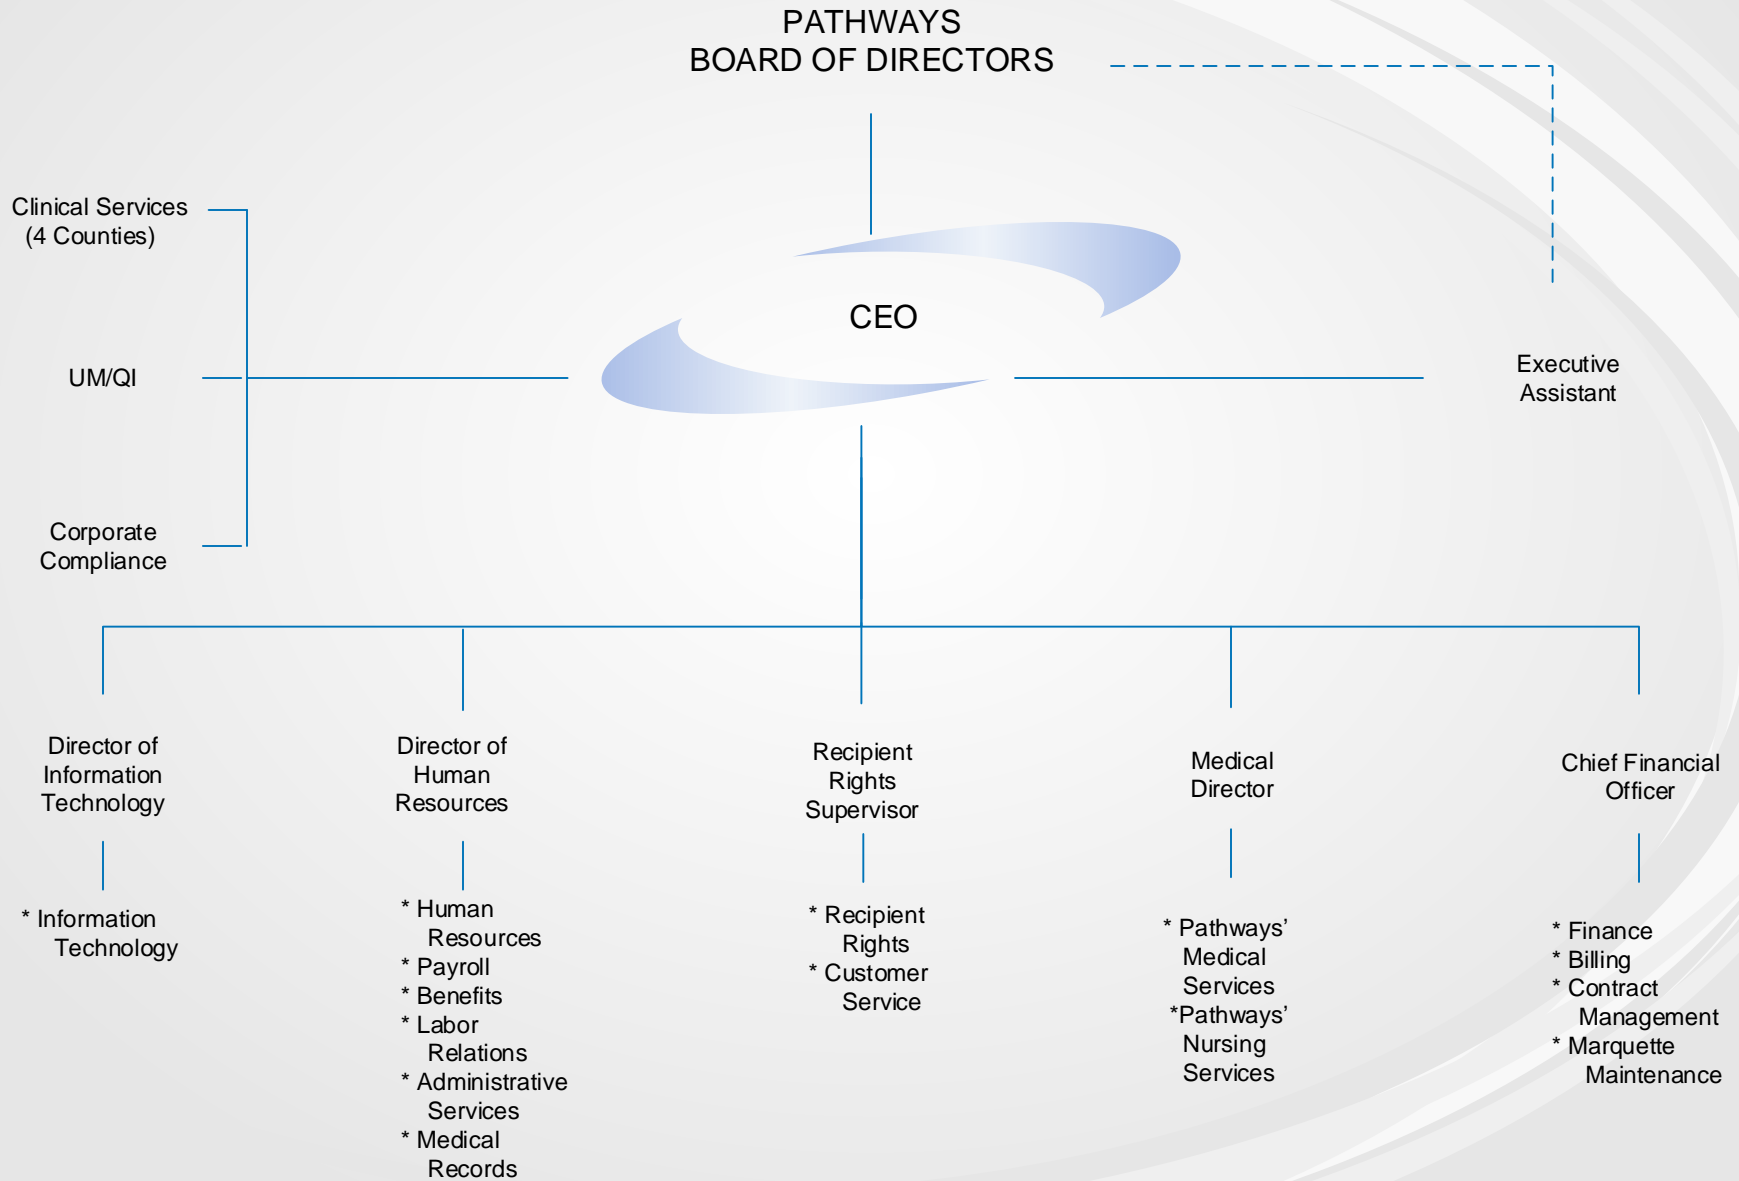 PATHWAYS
BOARD OF DIRECTORS
Clinical Services
(4 Counties)
UM/QI
Corporate
Compliance
CEO
Executive
Assistant
Director of
Information
Technology
* Information
Technology
Director of
Human
Resources
* Human
Resources
* Payroll
* Benefits
* Labor
Relations
* Administrative
Services
* Medical
Records
Recipient
Rights
Supervisor
* Recipient
Rights
* Customer
Service
Medical
Director
* Pathways’
Medical
Services
*Pathways’
Nursing
Services
Chief Financial
Officer
* Finance
* Billing
* Contract
Management
* Marquette
Maintenance